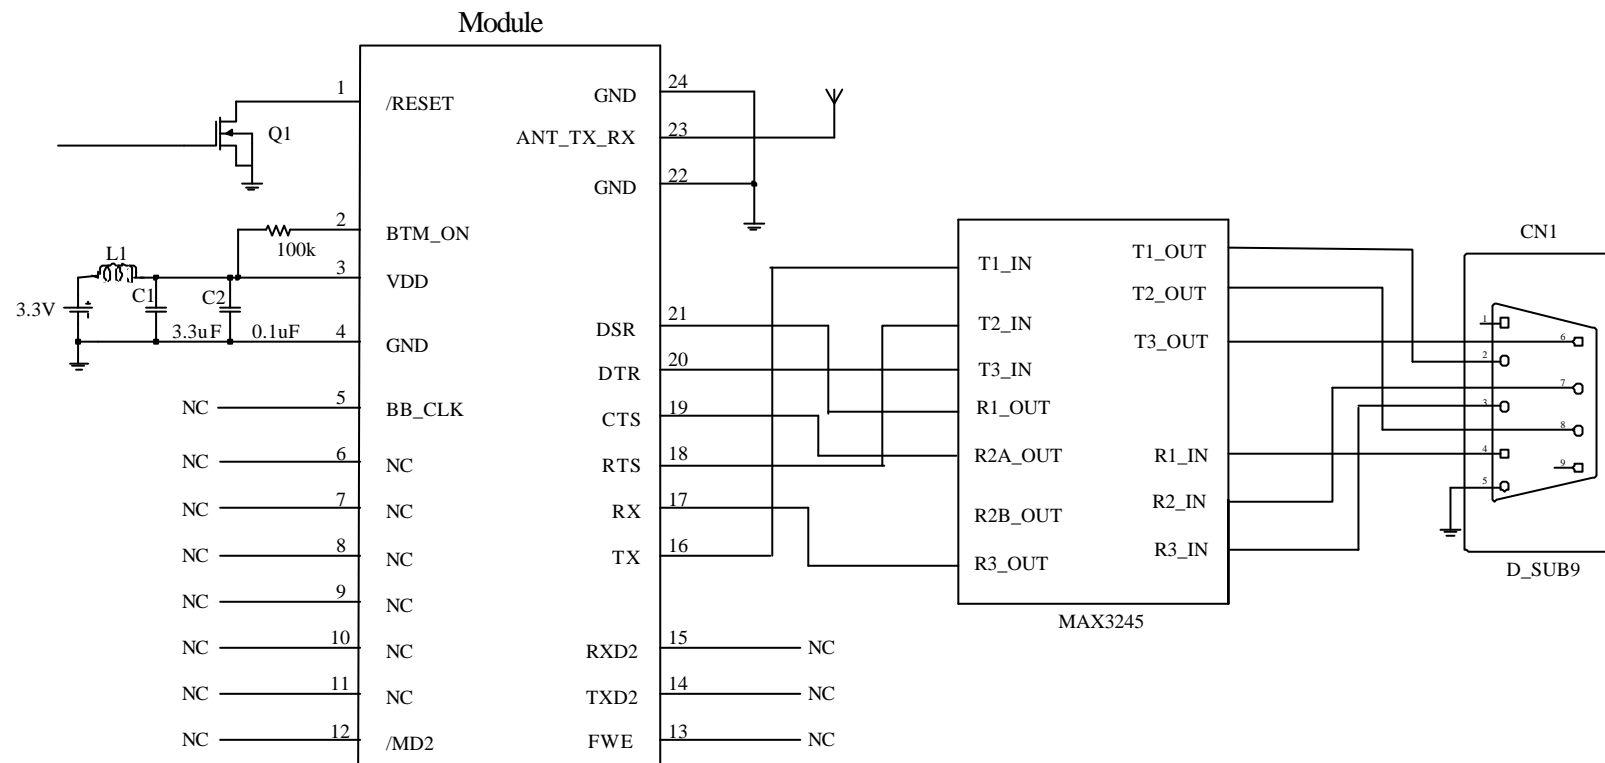 Module
1
/RESET
Q1
2
BTM_ON
100k
L1
3
VDD
C1
C2
3.3V
3.3uF
0.1uF
4
GND
NC
5
BB_CLK
NC
6
NC
NC
7
NC
NC
8
NC
NC
9
NC
NC
10
NC
NC
11
NC
NC
12
/MD2
GND
24
ANT_TX_RX
23
GND
22
DSR
21
DTR
20
CTS
19
RTS
18
RX
17
TX
16
RXD2
15
NC
TXD2
14
NC
FWE
13
NC
T1_IN
T2_IN
T3_IN
R1_OUT
R2A_OUT
R2B_OUT
R3_OUT
T1_OUT
T2_OUT
T3_OUT
R1_IN
R2_IN
R3_IN
MAX3245
CN1
1
6
2
7
3
8
4
9
5
D_SUB9